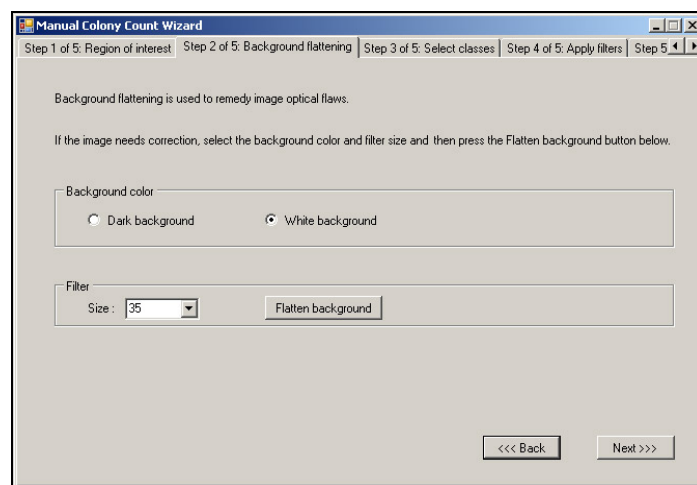 Manual Colony Count Wizard
Step 1 of 5: Region of interest Step 2 of 5: Background flattening Step 3 of 5: Select classes Step 4 of 5: Apply filters Step 5
Background flattening is used to remedy image optical flaws.
If the image needs correction, select the background color and filter size and then press the Flatten background button below.
Background color
Dark background White background
Filter
Size : 35 Flatten background
<<< Back Next >>>